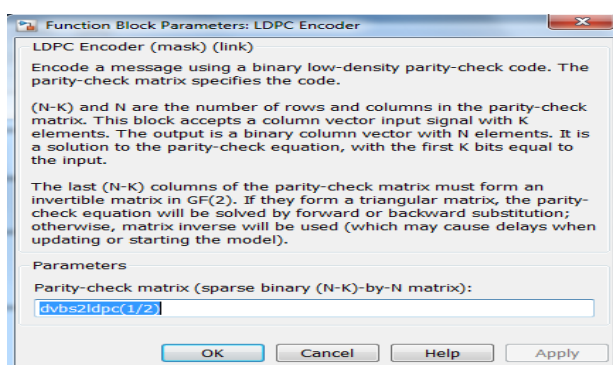 Function Block Parameters: LDPC Encoder
LDPC Encoder (mask) (link)
Encode a message using a binary low-density parity-check code. The
parity-check matrix specifies the code.
(N-K) and N are the number of rows and columns in the parity-check
matrix. This block accepts a column vector input signal with K
elements. The output is a binary column vector with N elements. It is
a solution to the parity-check equation, with the first K bits equal to
the input.
The last (N-K) columns of the parity-check matrix must form an
invertible matrix in GF(2). If they form a triangular matrix, the parity-
check equation will be solved by forward or backward substitution;
otherwise, matrix inverse will be used (which may cause delays when
updating or starting the model).
Parameters
Parity-check matrix (sparse binary (N-K)-by-N matrix):
dvbs2ldpc(1/2)
OK Cancel Help Apply